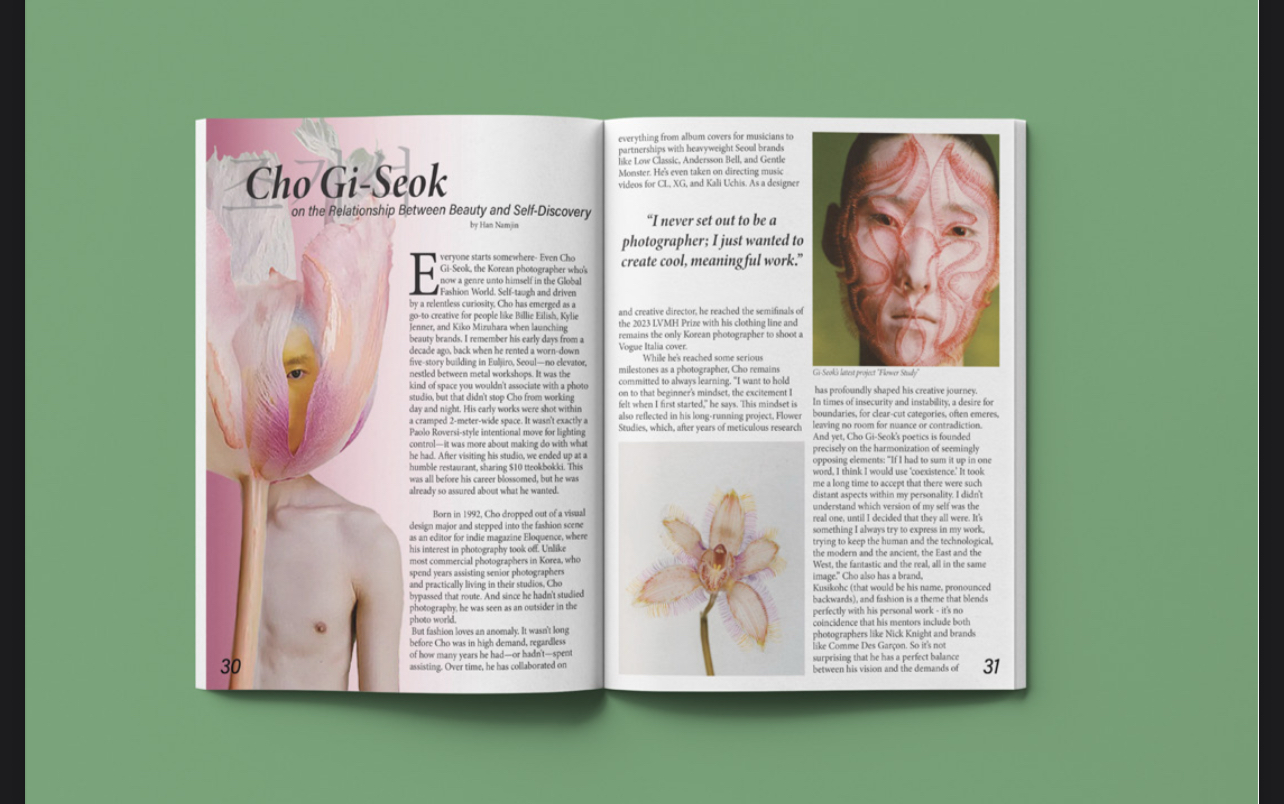 조기석
Cho Gi-Seok
on the Relationship Between Beauty and Self-Discovery
by Han Namjin
Everyone starts somewhere- Even Cho
Gi-Seok, the Korean photographer who's
now a genre unto himself in the Global
Fashion World. Self-taugh and driven
by a relentless curiosity, Cho has emerged as a
go-to creative for people like Billie Eilish, Kylie
Jenner, and Kiko Mizuhara when launching
beauty brands. I remember his early days from a
decade ago, back when he rented a worn-down
five-story building in Euljiro, Seoul—no elevator,
nestled between metal workshops. It was the
kind of space you wouldn't associate with a photo
studio, but that didn't stop Cho from working
day and night. His early works were shot within
a cramped 2-meter-wide space. It wasn't exactly a
Paolo Roversi-style intentional move for lighting
control—it was more about making do with what
he had. After visiting his studio, we ended up at a
humble restaurant, sharing $10 tteokbokki. This
was all before his career blossomed, but he was
already so assured about what he wanted.
Born in 1992, Cho dropped out of a visual
design major and stepped into the fashion scene
as an editor for indie magazine Eloquence, where
his interest in photography took off. Unlike
most commercial photographers in Korea, who
spend years assisting senior photographers
and practically living in their studios, Cho
bypassed that route. And since he hadn't studied
photography, he was seen as an outsider in the
photo world.
But fashion loves an anomaly. It wasn't long
before Cho was in high demand, regardless
of how many years he had—or hadn't—spent
assisting. Over time, he has collaborated on
30
everything from album covers for musicians to
partnerships with heavyweight Seoul brands
like Low Classic, Andersson Bell, and Gentle
Monster. He's even taken on directing music
videos for CL, XG, and Kali Uchis. As a designer
“I never set out to be a
photographer; I just wanted to
create cool, meaningful work.”
and creative director, he reached the semifinals of
the 2023 LVMH Prize with his clothing line and
remains the only Korean photographer to shoot a
Vogue Italia cover.
While he's reached some serious
milestones as a photographer, Cho remains
committed to always learning. "I want to hold
on to that beginner's mindset, the excitement I
felt when I first started," he says. This mindset is
also reflected in his long-running project, Flower
Studies, which, after years of meticulous research
Gi-Seok's latest project "Flower Study"
has profoundly shaped his creative journey.
In times of insecurity and instability, a desire for
boundaries, for clear-cut categories, often emeres,
leaving no room for nuance or contradiction.
And yet, Cho Gi-Seok's poetics is founded
precisely on the harmonization of seemingly
opposing elements: "If I had to sum it up in one
word, I think I would use 'coexistence.' It took
me a long time to accept that there were such
distant aspects within my personality. I didn't
understand which version of my self was the
real one, until I decided that they all were. It's
something I always try to express in my work,
trying to keep the human and the technological,
the modern and the ancient, the East and the
West, the fantastic and the real, all in the same
image." Cho also has a brand,
Kusikohc (that would be his name, pronounced
backwards), and fashion is a theme that blends
perfectly with his personal work - it's no
coincidence that his mentors include both
photographers like Nick Knight and brands
like Comme Des Garçon. So it's not
surprising that he has a perfect balance
between his vision and the demands of
31